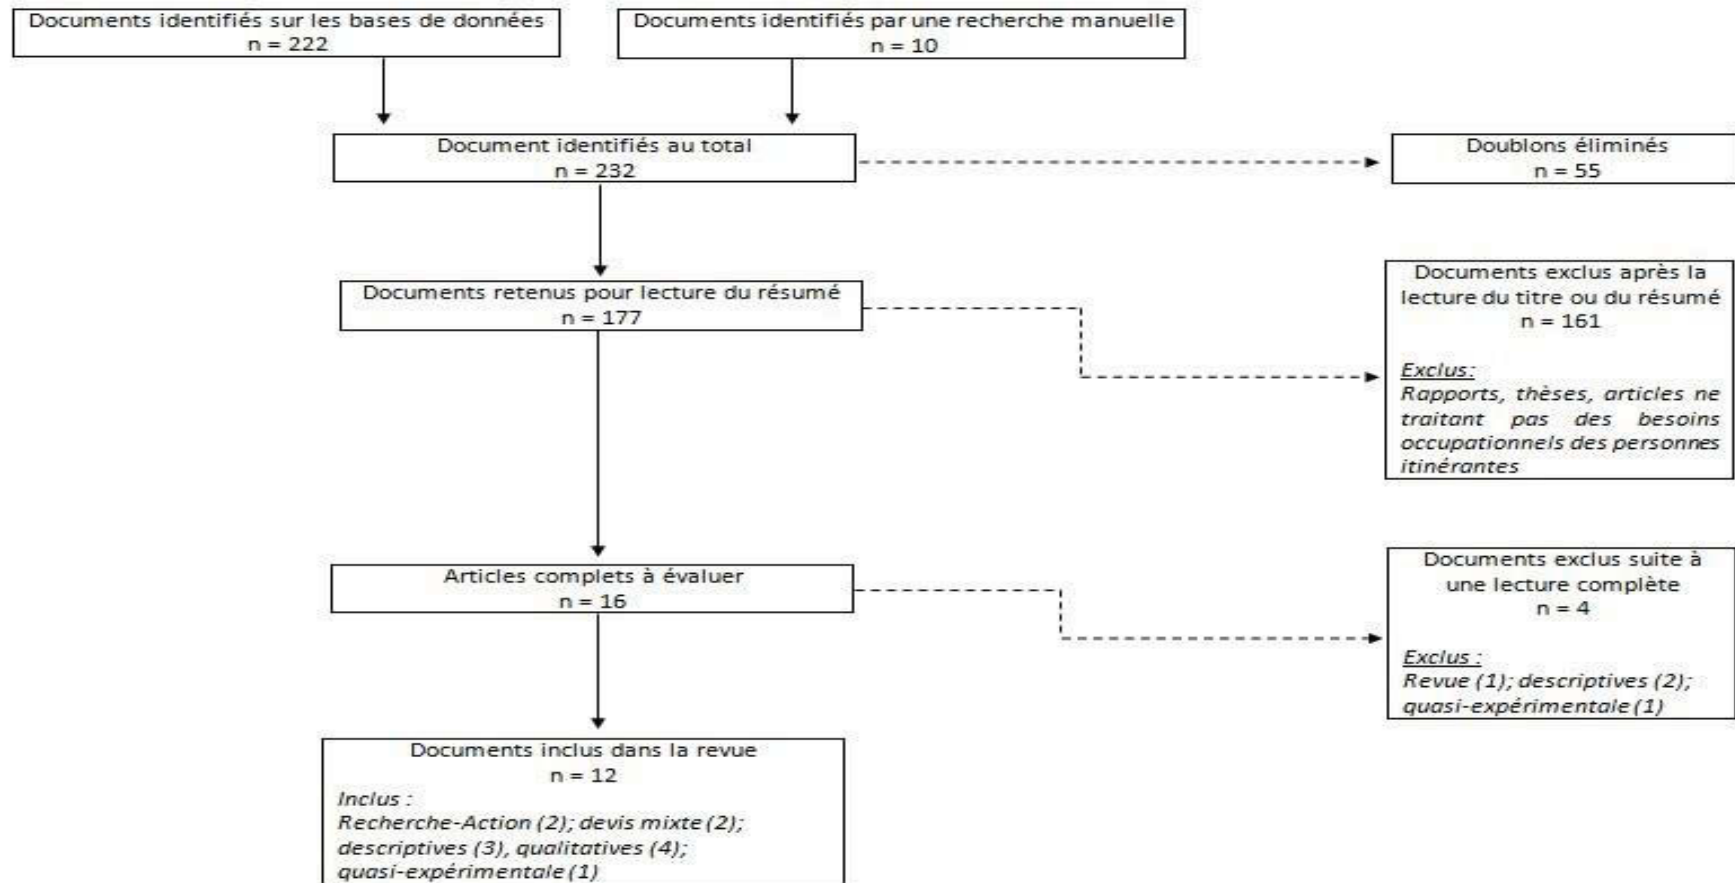 Documents identifiés sur les bases de données
n = 222
Documents identifiés par une recherche manuelle
n = 10
Document identifiés au total
n = 232
Doublons éliminés
n = 55
Documents retenus pour lecture du résumé
n = 177
Documents exclus après la
lecture du titre ou du résumé
n = 161
Exclus:
Rapports, thèses, articles ne
traitant pas des besoins
occupationnels des personnes
itinérantes
Articles complets à évaluer
n = 16
Documents exclus suite à
une lecture complète
n = 4
Exclus :
Revue (1); descriptives (2);
quasi-expérimentale (1)
Documents inclus dans la revue
n = 12
Inclus :
Recherche-Action (2); devis mixte (2);
descriptives (3), qualitatives (4);
quasi-expérimentale (1)